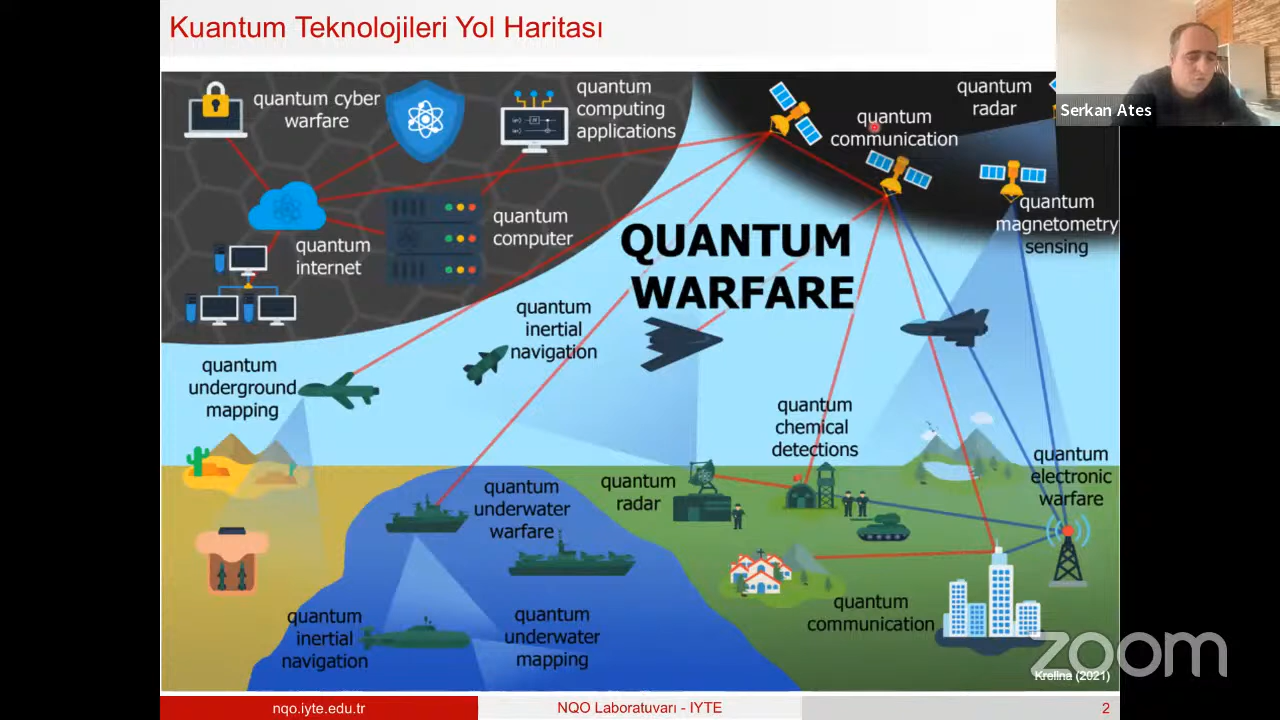 Kuantum Teknolojileri Yol Haritası
quantum cyber
warfare
quantum
computing
applications
quantum
communication
quantum
radar
Serkan Ates
quantum
internet
quantum
computer
QUANTUM
WARFARE
quantum
magnetometry
sensing
quantum
inertial
navigation
quantum
underground
mapping
quantum
chemical
detections
quantum
electronic
warfare
quantum
underwater
warfare
quantum
radar
quantum
inertial
navigation
quantum
underwater
mapping
quantum
communication
zoom
Krelina (2021)
nqo.iyte.edu.tr
NQO Laboratuvarı - IYTE
2